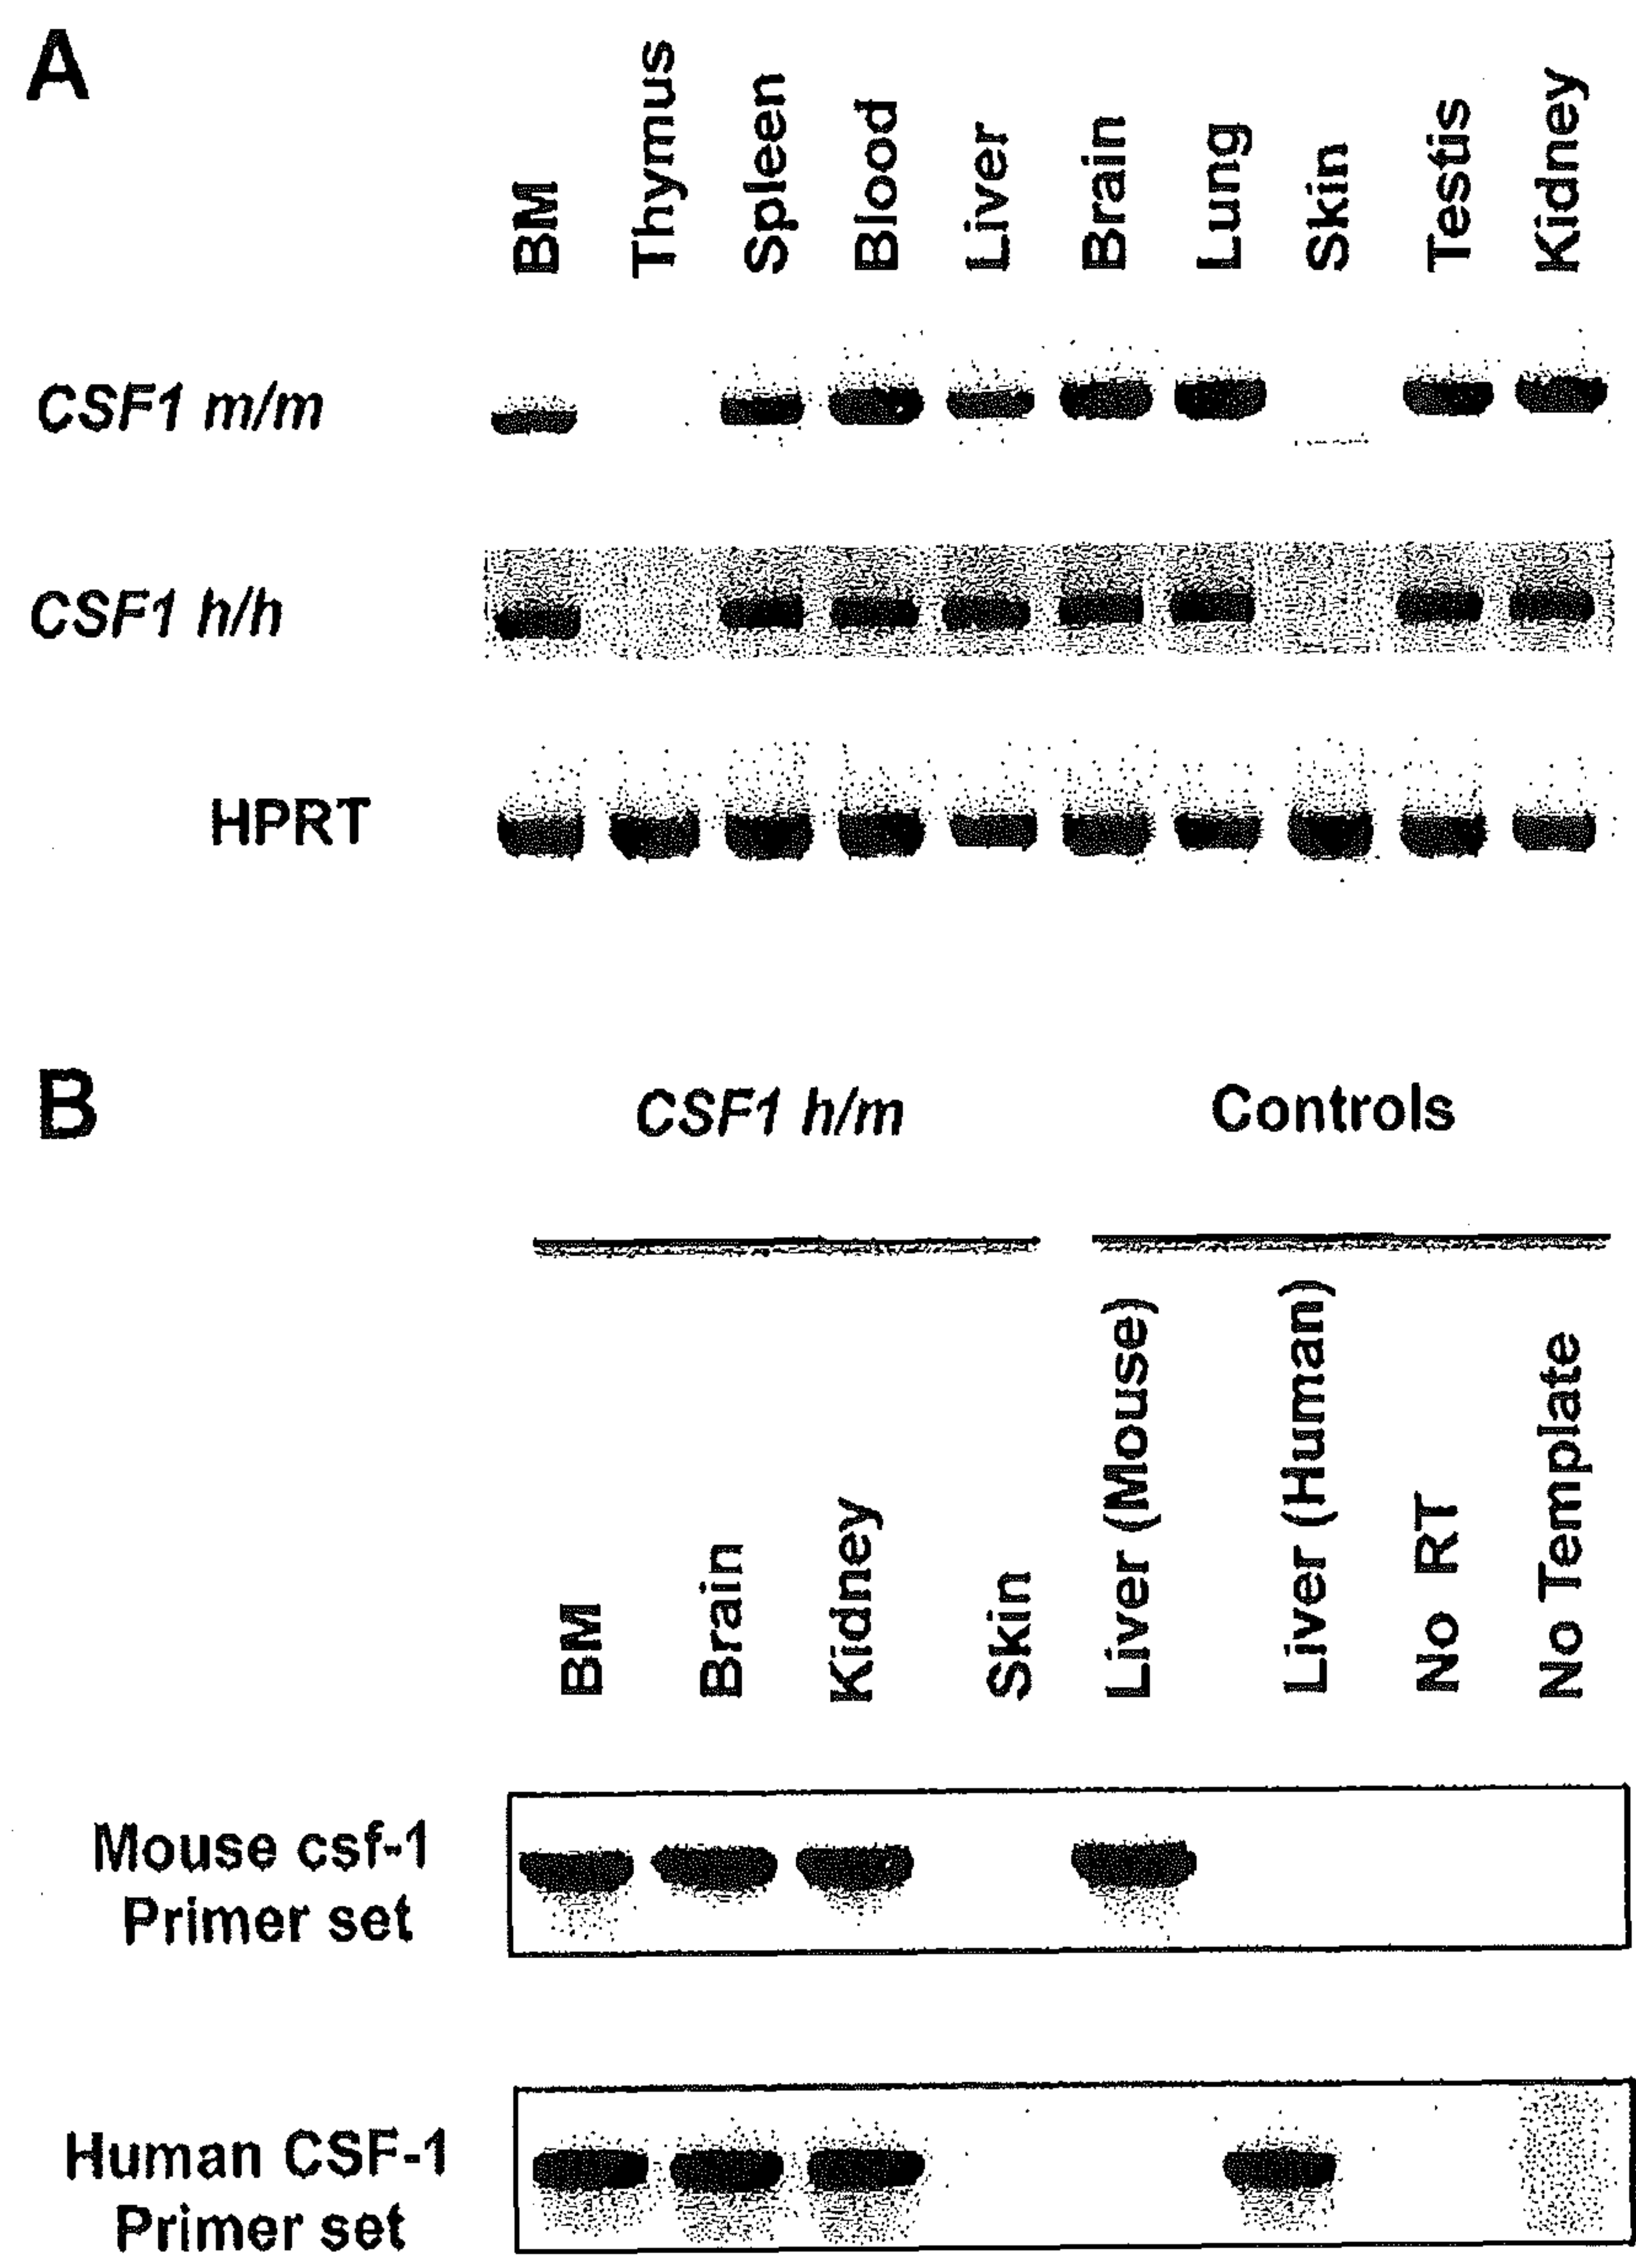 A
BM
Thymus
Spleen
Blood
Liver
Brain
Lung
Skin
Testis
Kidney
CSF1 m/m
CSF1 h/h
HPRT
B
CSF1 h/m
Controls
BM
Brain
Kidney
Skin
Liver (Mouse)
Liver (Human)
No RT
No Template
Mouse csf-1
Primer set
Human CSF-1
Primer set